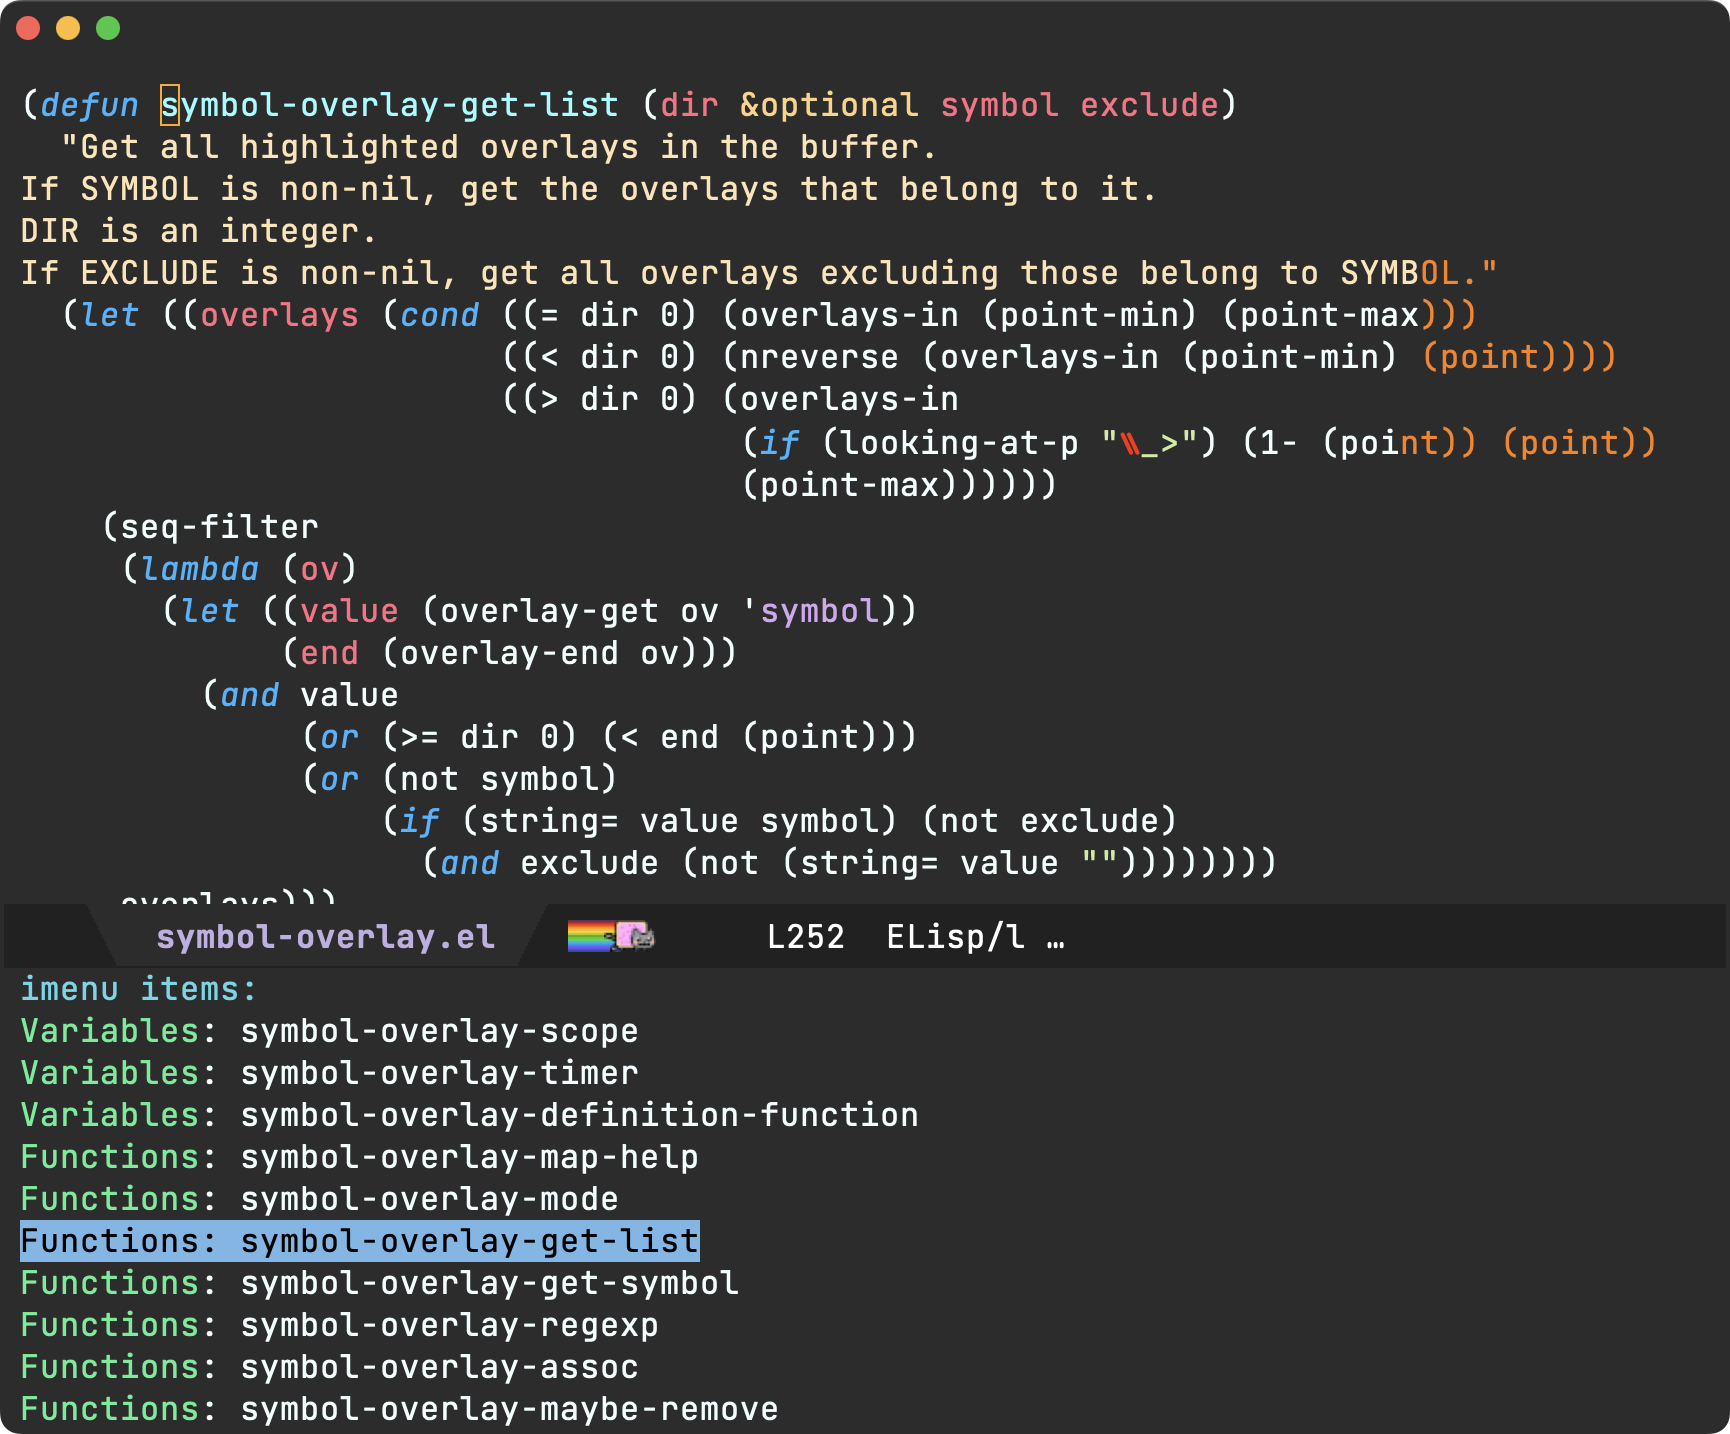 (defun symbol-overlay-get-list (dir &optional symbol exclude)
  "Get all highlighted overlays in the buffer.
If SYMBOL is non-nil, get the overlays that belong to it.
DIR is an integer.
If EXCLUDE is non-nil, get all overlays excluding those belong to SYMBOL."
  (let ((overlays (cond ((= dir 0) (overlays-in (point-min) (point-max)))
                        ((< dir 0) (nreverse (overlays-in (point-min) (point))))
                        ((> dir 0) (overlays-in
                                    (if (looking-at-p "\\_>") (1- (point)) (point))
                                    (point-max))))))
    (seq-filter
     (lambda (ov)
       (let ((value (overlay-get ov 'symbol))
             (end (overlay-end ov)))
         (and value
              (or (>= dir 0) (< end (point)))
              (or (not symbol)
                  (if (string= value symbol) (not exclude)
                    (and exclude (not (string= value ""))))))))
     overlays)))
symbol-overlay.el L252 ELisp/l …
imenu items:
Variables: symbol-overlay-scope
Variables: symbol-overlay-timer
Variables: symbol-overlay-definition-function
Functions: symbol-overlay-map-help
Functions: symbol-overlay-mode
Functions: symbol-overlay-get-list
Functions: symbol-overlay-get-symbol
Functions: symbol-overlay-regexp
Functions: symbol-overlay-assoc
Functions: symbol-overlay-maybe-remove